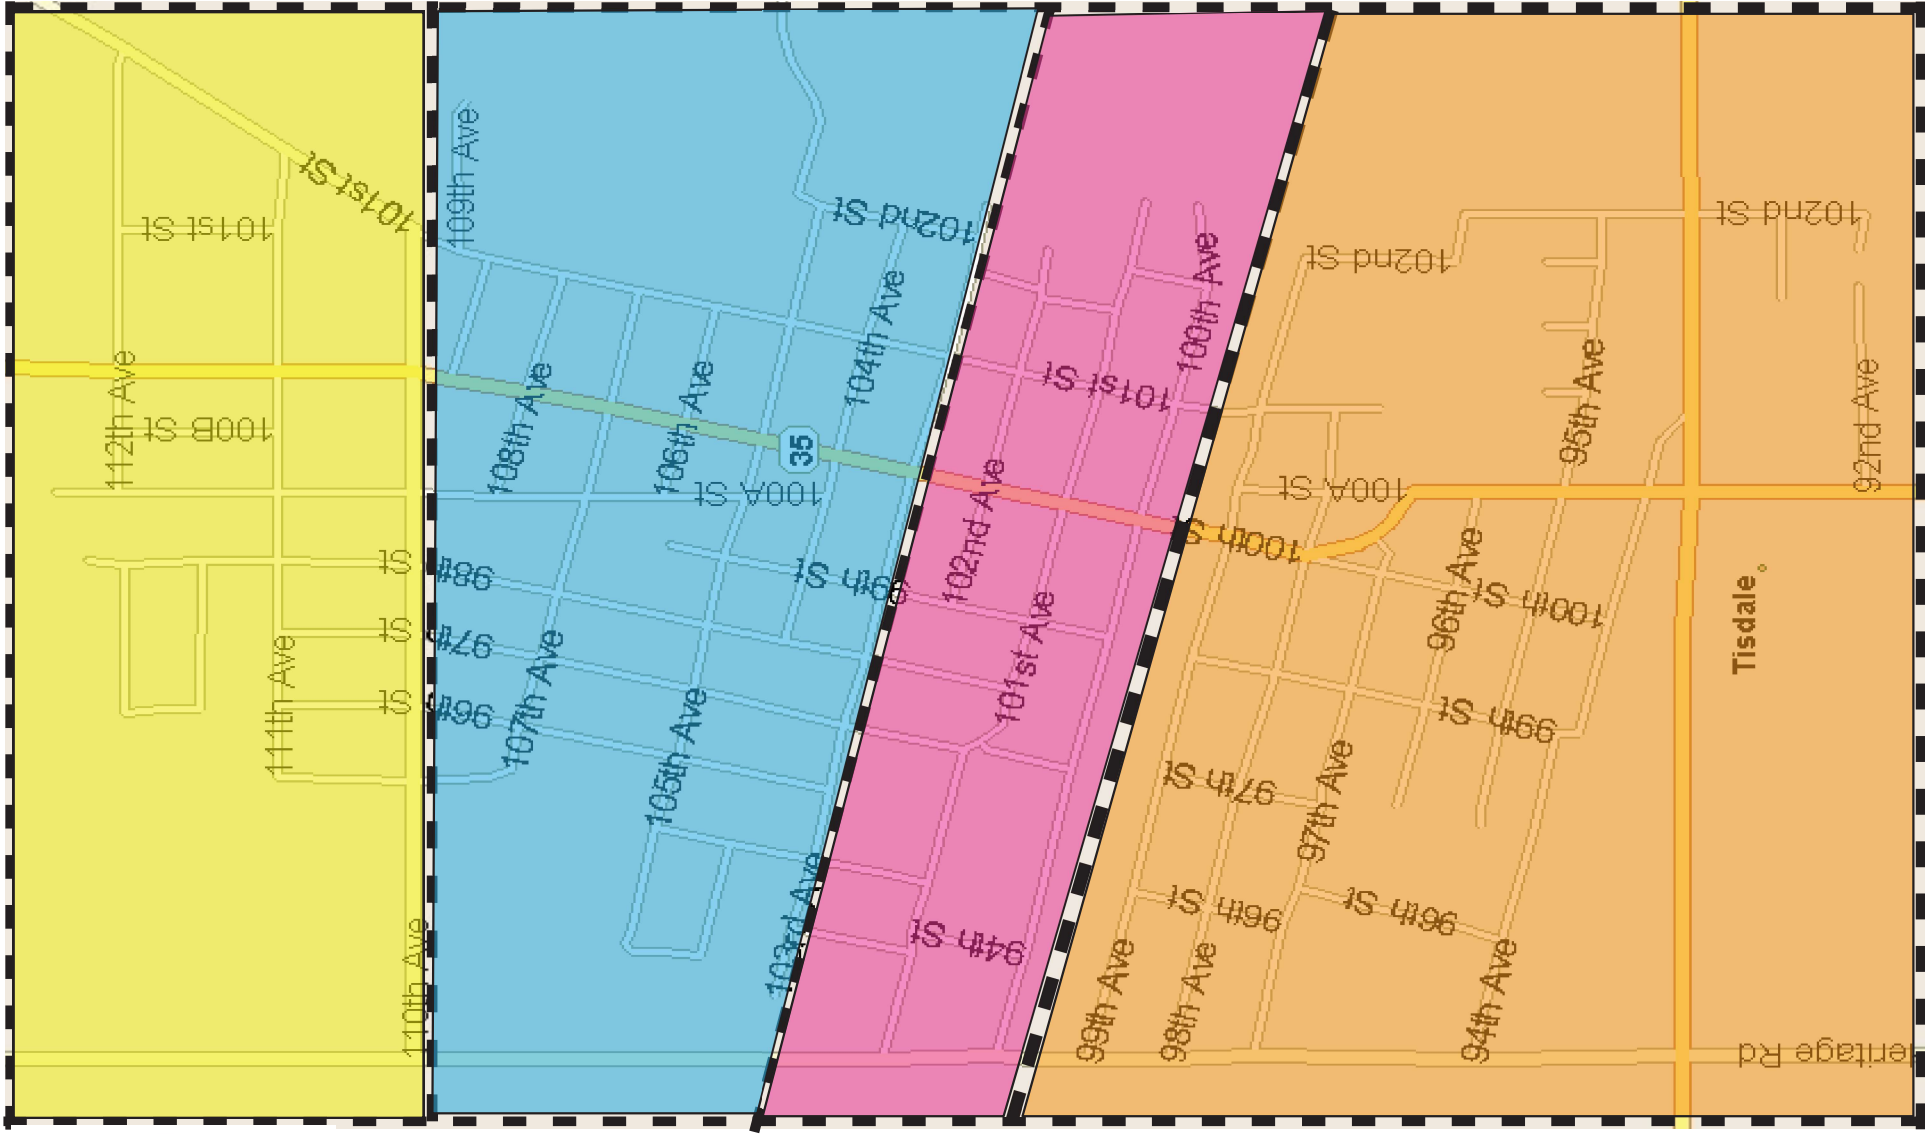 101st St
101st St
109th Ave
102nd St
102nd St
102nd St
104th Ave
100th Ave
101st St
112th Ave
108th Ave
106th Ave
95th Ave
92nd Ave
100B St
35
100A St
100A St
102nd Ave
100th S
98th
St
99th St
96th Ave
100th St
Tisdale
97th
St
101st Ave
111th Ave
107th Ave
96th
St
105th Ave
99th St
97th St
97th Ave
96th St
96th St
103rd Ave
94th St
110th Ave
99th Ave
98th Ave
94th Ave
eritage Rd